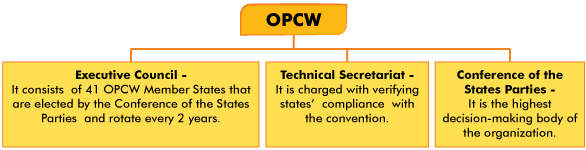 OPCW
Executive Council -
It consists of 41 OPCW Member States that
are elected by the Conference of the States
Parties and rotate every 2 years.
Technical Secretariat -
It is charged with verifying
states' compliance with
the convention.
Conference of the
States Parties -
It is the highest
decision-making body of
the organization.